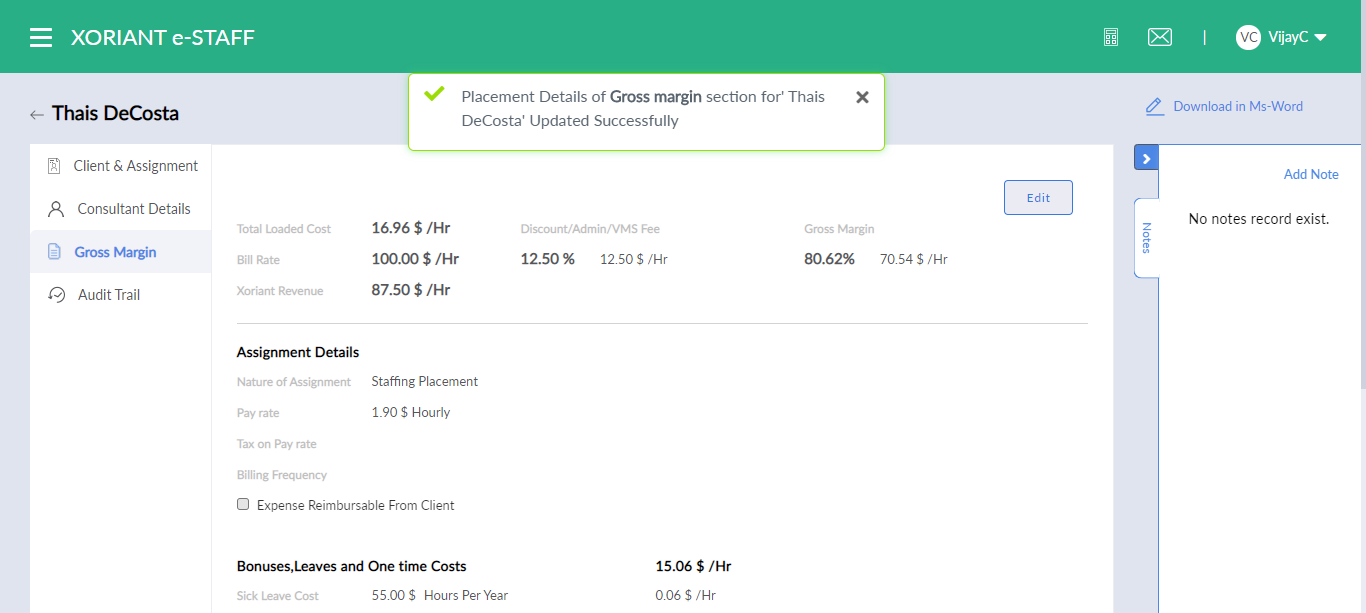 XORIANT e-STAFF
|
VC VijayC
Placement Details of Gross margin section for' Thais
DeCosta' Updated Successfully
Thais DeCosta
Download in Ms-Word
Client & Assignment
Consultant Details
Gross Margin
Audit Trail
Edit
Total Loaded Cost 16.96 $ /Hr Discount/Admin/VMS Fee Gross Margin
Bill Rate 100.00 $ /Hr 12.50 % 12.50 $ /Hr 80.62% 70.54 $ /Hr
Xoriant Revenue 87.50 $ /Hr
Assignment Details
Nature of Assignment Staffing Placement
Pay rate 1.90 $ Hourly
Tax on Pay rate
Billing Frequency
Expense Reimbursable From Client
Bonuses,Leaves and One time Costs 15.06 $ /Hr
Sick Leave Cost 55.00 $ Hours Per Year 0.06 $ /Hr
Add Note
Notes
No notes record exist.